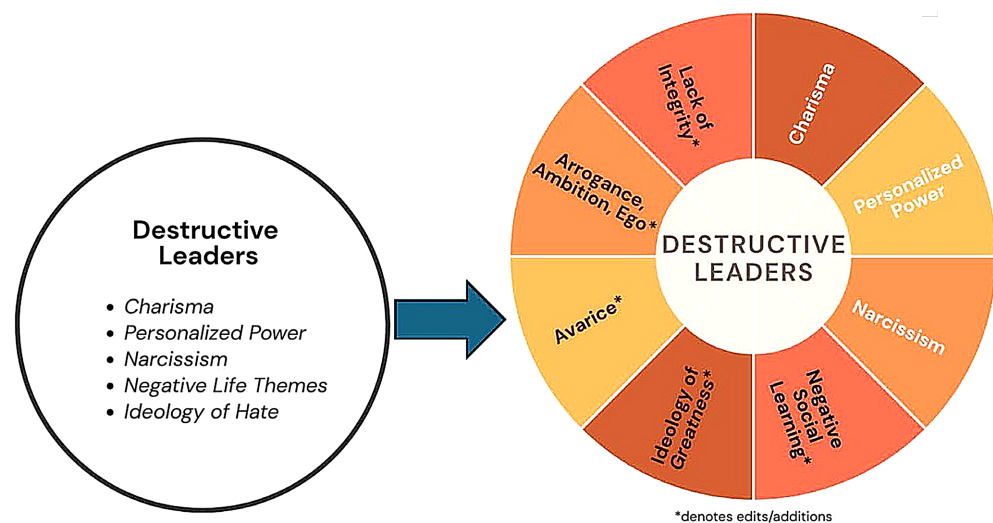 Destructive
Leaders
• Charisma
• Personalized Power
• Narcissism
• Negative Life Themes
• Ideology of Hate
DESTRUCTIVE
LEADERS
Charisma
Personalized
Power
Narcissism
Negative
Social
Learning*
Ideology of
Greatness*
Avarice*
Arrogance,
Ambition, Ego*
Lack of
Integrity*
*denotes edits/additions